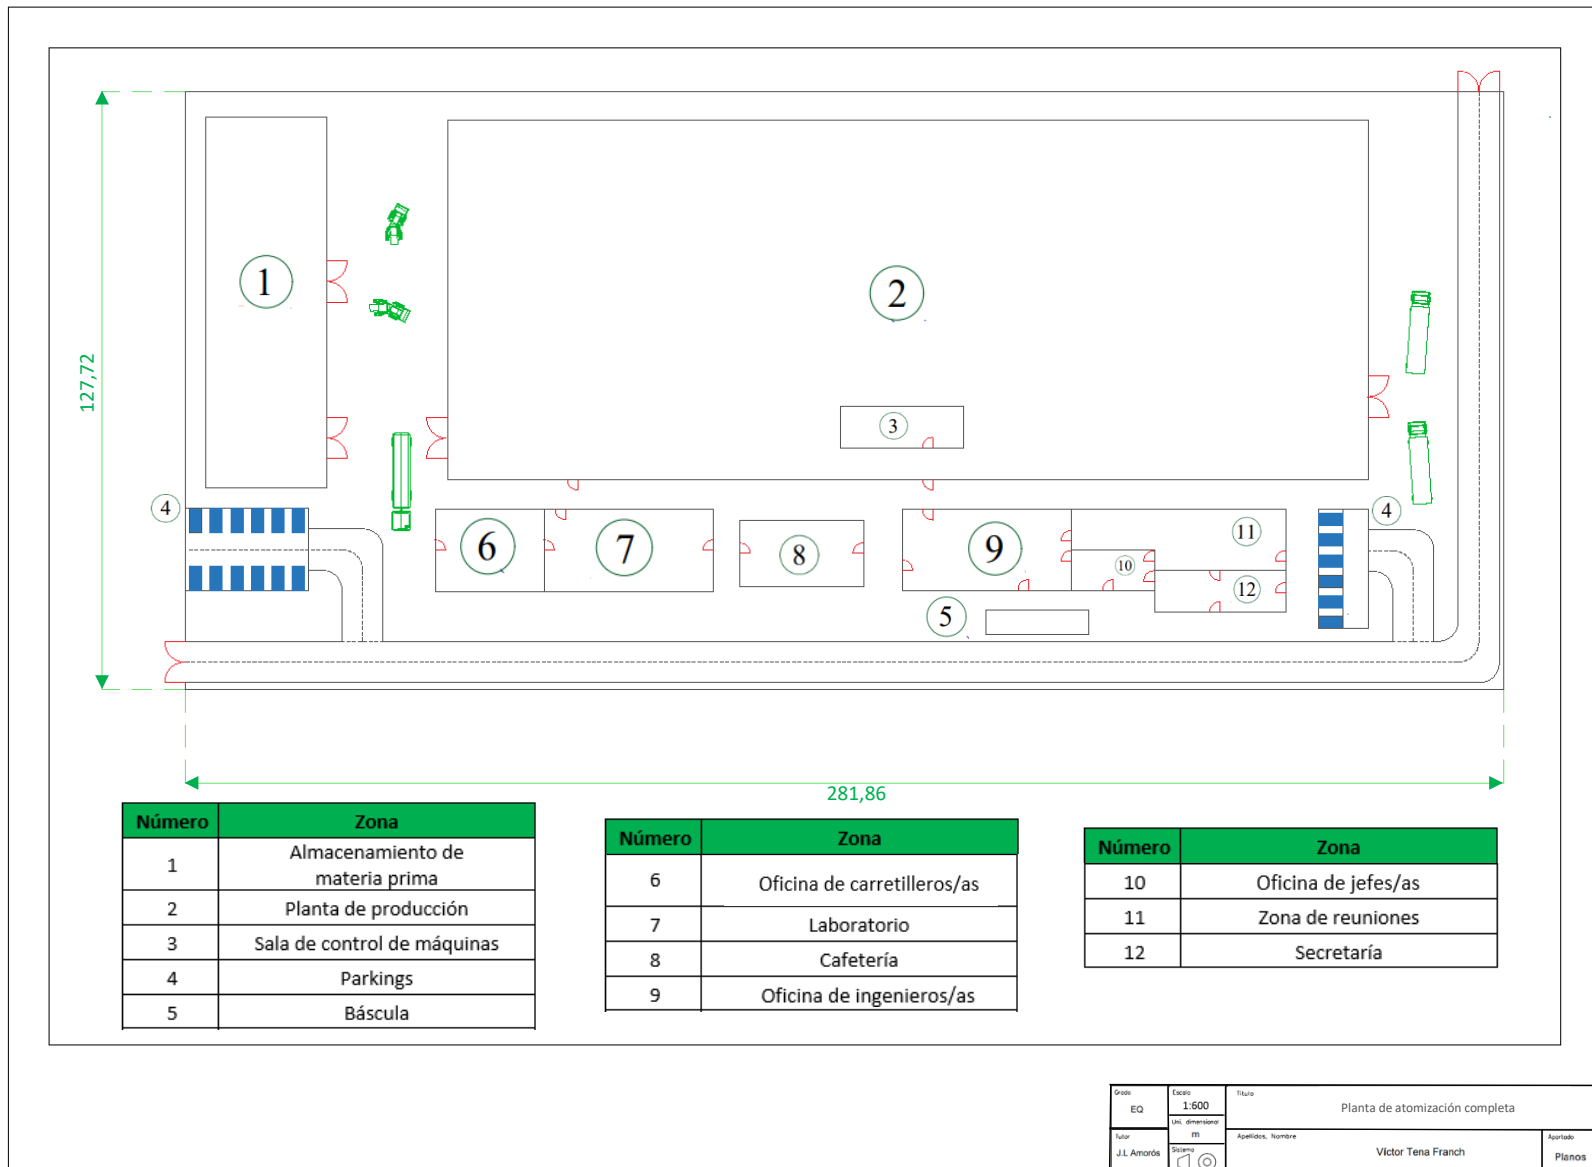 1
2
3
4
4
6
7
8
9
11
10
12
5
127,72
281,86
Número Zona
1 Almacenamiento de
materia prima
2 Planta de producción
3 Sala de control de máquinas
4 Parkings
5 Báscula
Número Zona
6 Oficina de carretilleros/as
7 Laboratorio
8 Cafetería
9 Oficina de ingenieros/as
Número Zona
10 Oficina de jefes/as
11 Zona de reuniones
12 Secretaría
Grado
EQ
Escala
1:600
Uni. dimensional
m
Título
Planta de atomización completa
Tutor
J.L Amorós
Sistema
Apellidos, Nombre
Víctor Tena Franch
Apartado
Planos